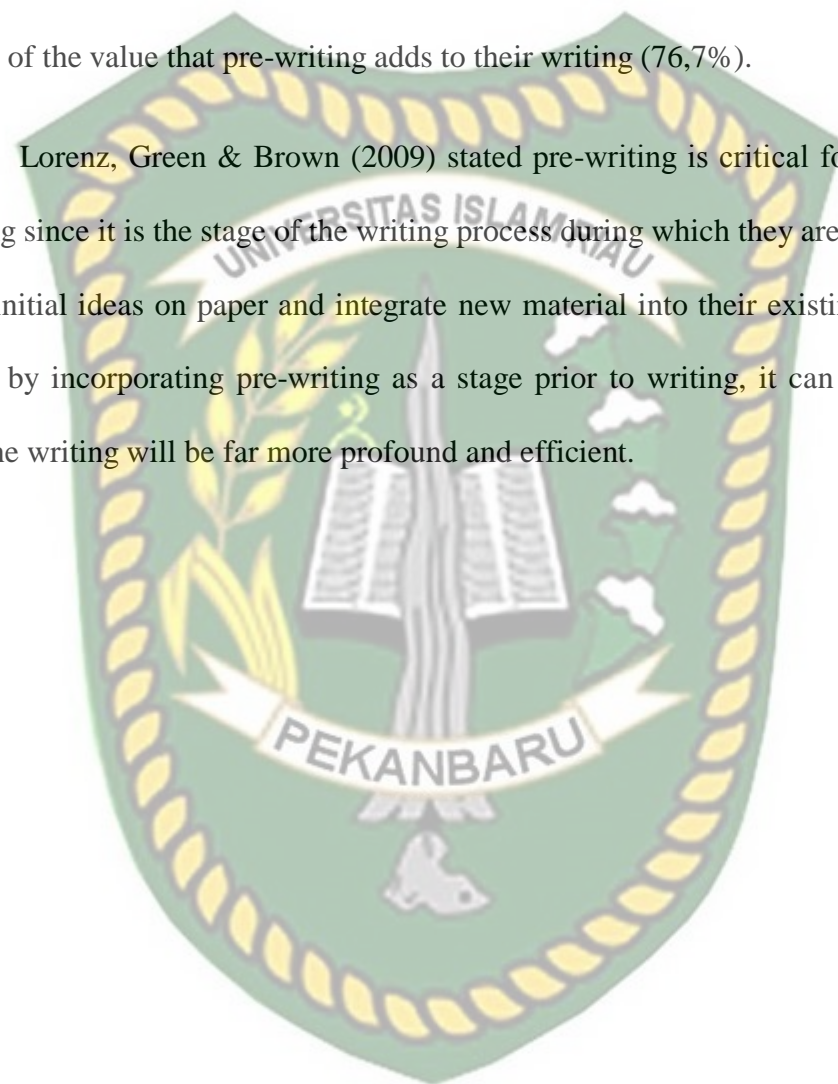 of the value that pre-writing adds to their writing (76,7%).
Lorenz, Green & Brown (2009) stated pre-writing is critical fo
g since it is the stage of the writing process during which they are
initial ideas on paper and integrate new material into their existi
by incorporating pre-writing as a stage prior to writing, it can
ne writing will be far more profound and efficient.
UNIVERSITAS ISLAM RIAU
PEKANBARU